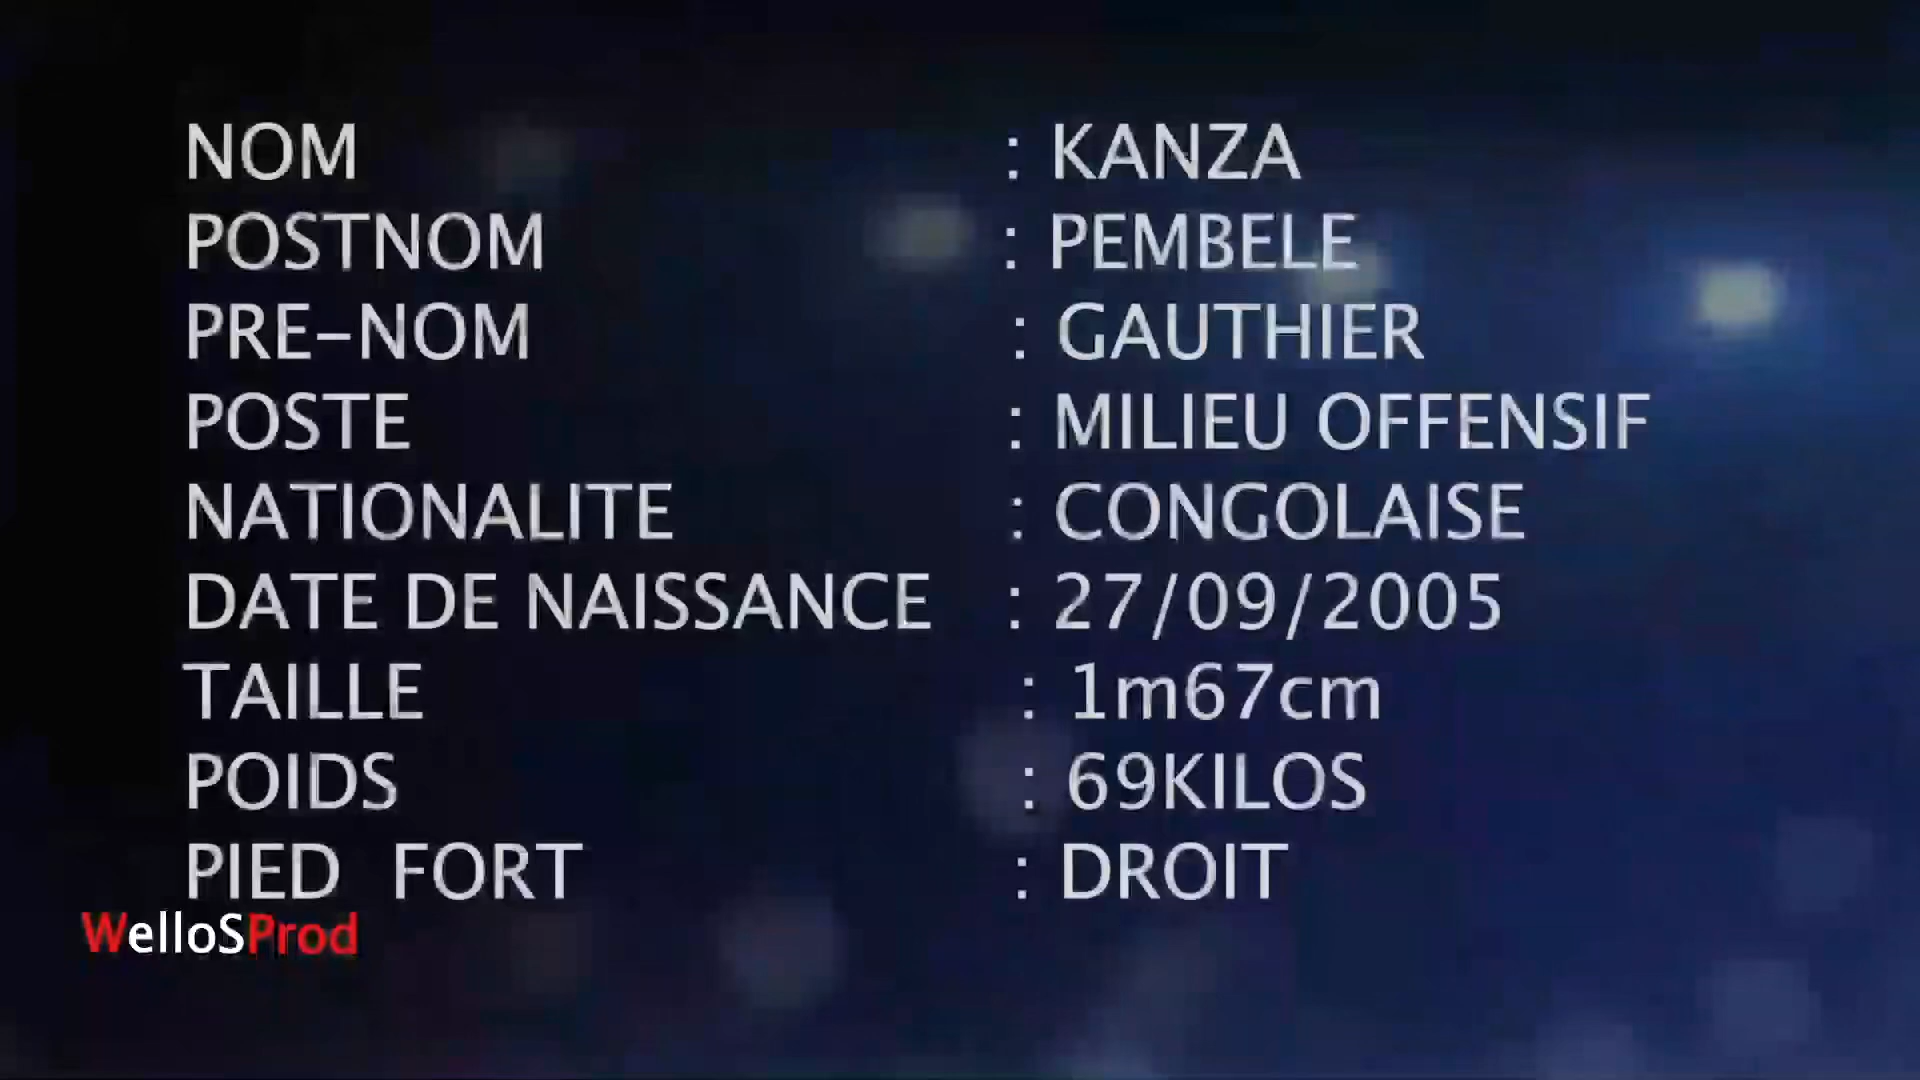 NOM : KANZA
POSTNOM : PEMBELE
PRE-NOM : GAUTHIER
POSTE : MILIEU OFFENSIF
NATIONALITE : CONGOLAISE
DATE DE NAISSANCE : 27/09/2005
TAILLE : 1m67cm
POIDS : 69KILOS
PIED FORT : DROIT
WelloSProd